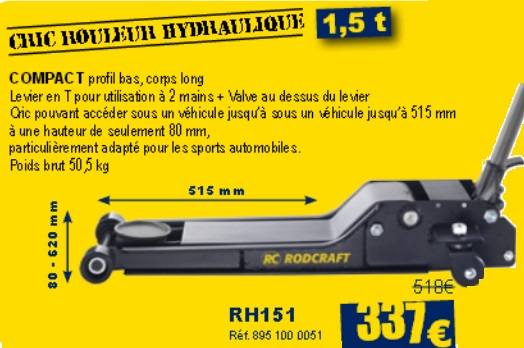 CRIC ROULEUR HYDRAULIQUE 1,5 t
COMPACT profil bas, corps long
Levier en T pour utilisation à 2 mains + Valve au dessus du levier
Cric pouvant accéder sous un véhicule jusqu'à sous un véhicule jusqu'à 515 mm
à une hauteur de seulement 80 mm,
particulièrement adapté pour les sports automobiles.
Poids brut 50,5 kg
515 mm
80 - 620 mm
RC RODCRAFT
518€
RH151
337€
Réf. 895 100 0051